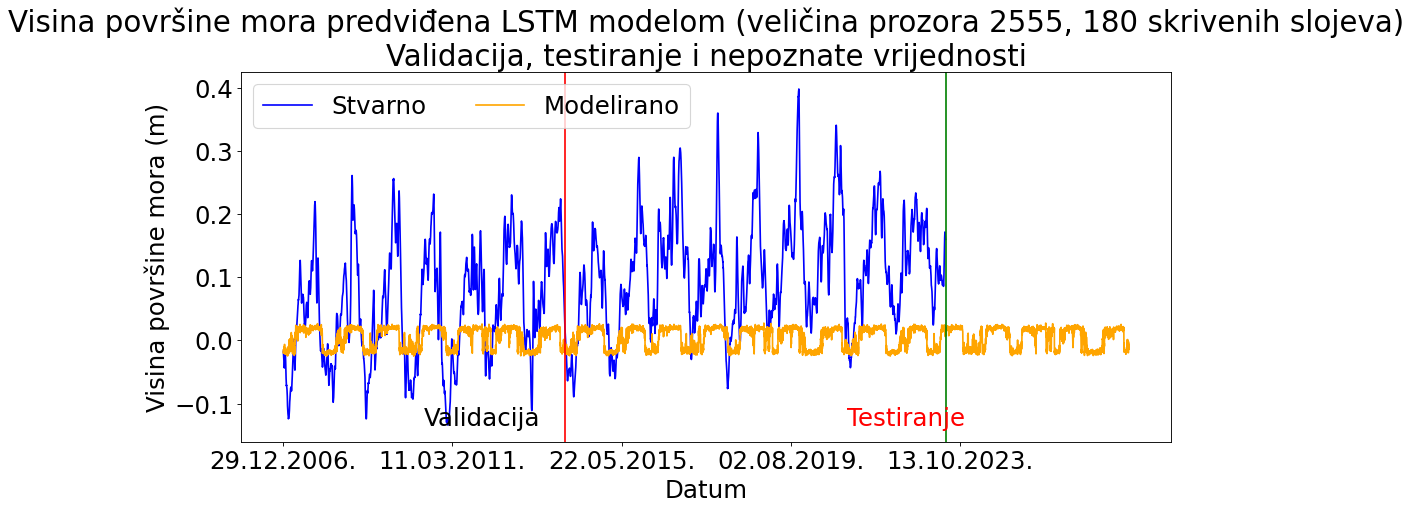 Visina površine mora predviđena LSTM modelom (veličina prozora 2555, 180 skrivenih slojeva)
Validacija, testiranje i nepoznate vrijednosti
Stvarno
Modelirano
Visina površine mora (m)
0.4
0.3
0.2
0.1
0.0
−0.1
Validacija
Testiranje
29.12.2006.
11.03.2011.
22.05.2015.
02.08.2019.
13.10.2023.
Datum